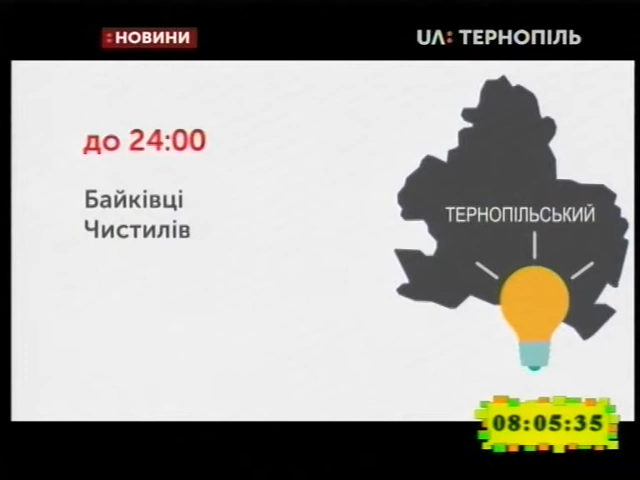 :НОВИНИ
UA: ТЕРНОПІЛЬ
до 24:00
Байківці
Чистилів
ТЕРНОПІЛЬСЬКИЙ
08:05:35